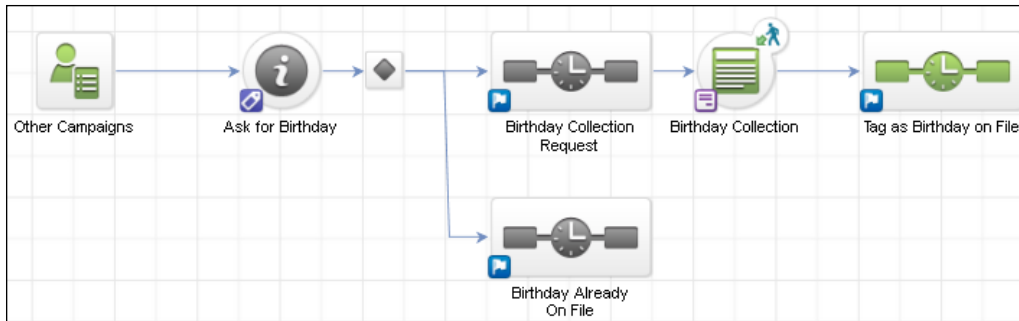 Other Campaigns
Ask for Birthday
Birthday Collection
Request
Birthday Collection
Tag as Birthday on File
Birthday Already
On File